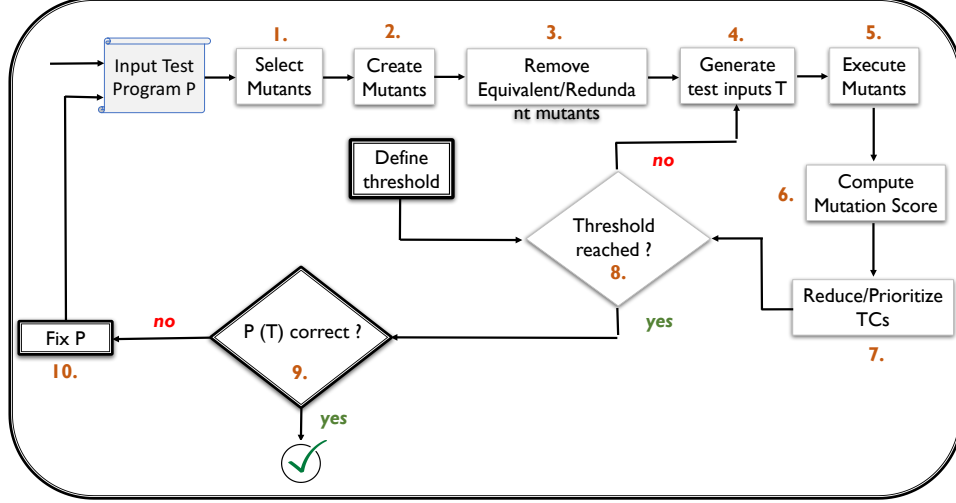 1.
2.
3.
4.
5.
Input Test
Program P
Select
Mutants
Create
Mutants
Remove
Equivalent/Redunda
nt mutants
Generate
test inputs T
Execute
Mutants
Define
threshold
no
6.
Compute
Mutation Score
Threshold
reached ?
8.
Reduce/Prioritize
TCs
7.
yes
P (T) correct ?
9.
no
Fix P
10.
yes